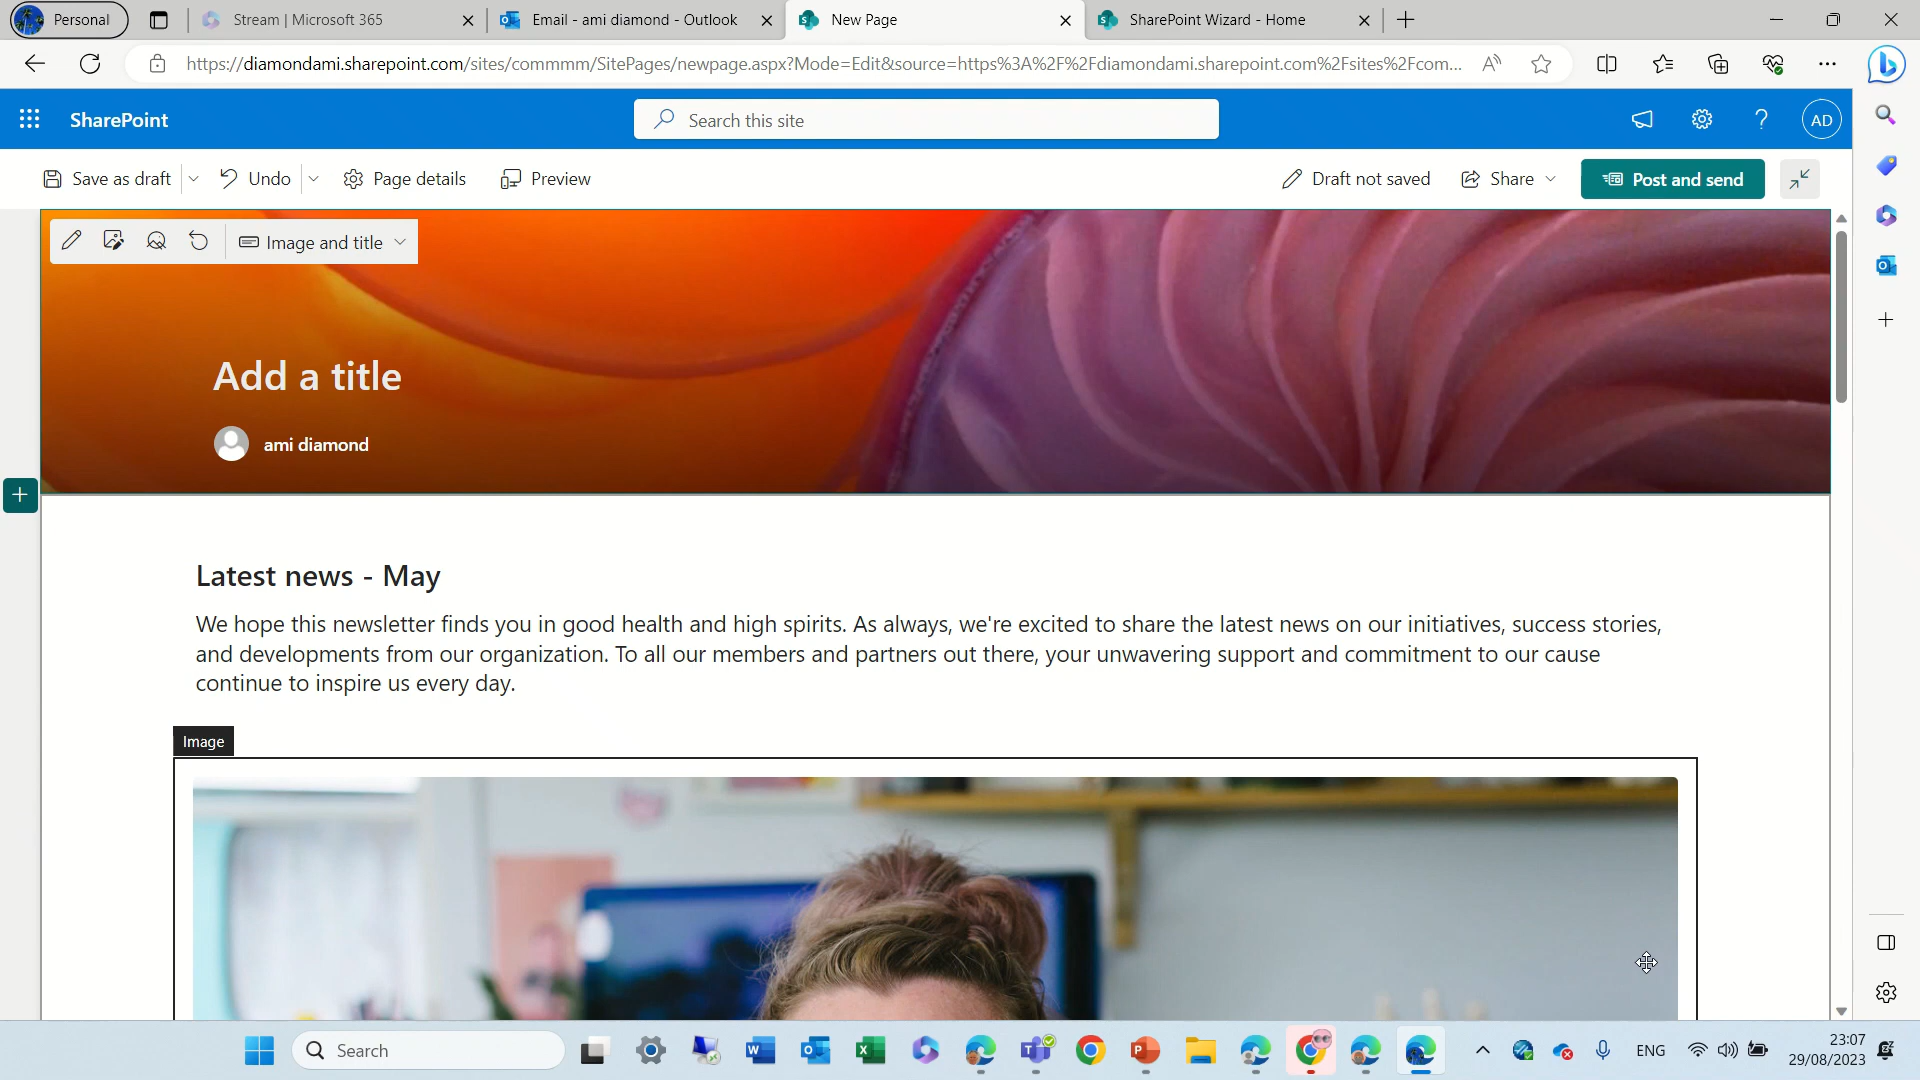 Personal
Stream | Microsoft 365
Email - ami diamond - Outlook
New Page
SharePoint Wizard - Home
https://diamondami.sharepoint.com/sites/commmm/SitePages/newpage.aspx?Mode=Edit&source=https%3A%2F%2Fdiamondami.sharepoint.com%2Fsites%2Fcom...
SharePoint
Search this site
AD
Save as draft
Undo
Page details
Preview
Draft not saved
Share
Post and send
Image and title
Add a title
ami diamond
Latest news - May
We hope this newsletter finds you in good health and high spirits. As always, we're excited to share the latest news on our initiatives, success stories,
and developments from our organization. To all our members and partners out there, your unwavering support and commitment to our cause
continue to inspire us every day.
Image
Search
ENG
23:07
29/08/2023